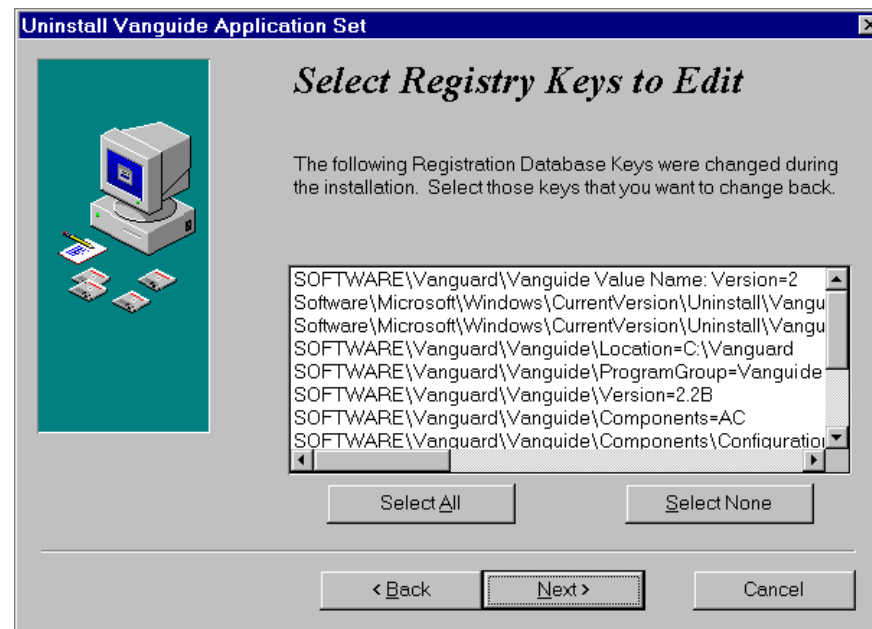 Uninstall Vanguide Application Set
Select Registry Keys to Edit
The following Registration Database Keys were changed during
the installation. Select those keys that you want to change back.
SOFTWARE\Vanguard\Vanguide Value Name: Version=2
Software\Microsoft\Windows\CurrentVersion\Uninstall\Vangu
Software\Microsoft\Windows\CurrentVersion\Uninstall\Vangu
SOFTWARE\Vanguard\Vanguide\Location=C:\Vanguard
SOFTWARE\Vanguard\Vanguide\ProgramGroup=Vanguide
SOFTWARE\Vanguard\Vanguide\Version=2.2B
SOFTWARE\Vanguard\Vanguide\Components=AC
SOFTWARE\Vanguard\Vanguide\Components\Configuration
Select All
Select None
< Back
Next >
Cancel